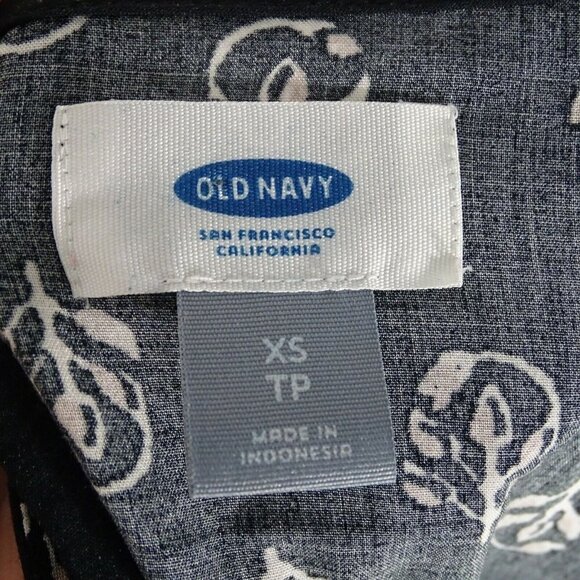 OLD NAVY
SAN FRANCISCO
CALIFORNIA
XS
TP
MADE IN
INDONESIA